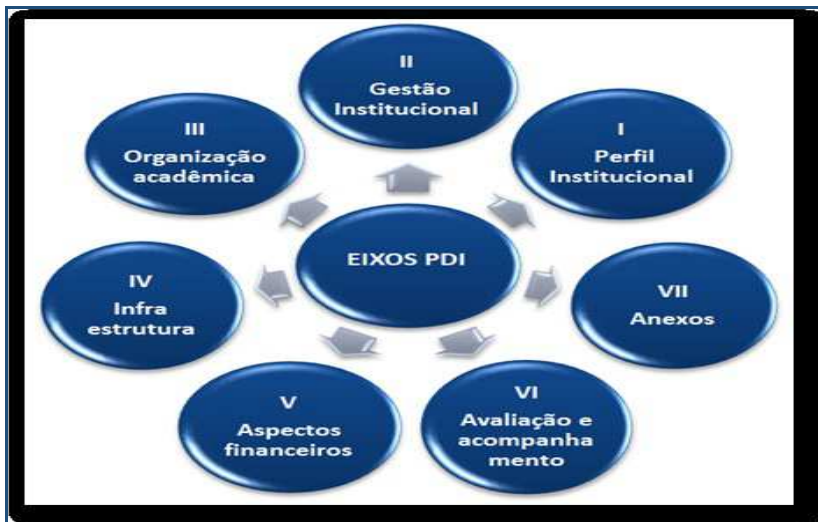 II
Gestão
Institucional
III
Organização
acadêmica
I
Perfil
Institucional
EIXOS PDI
IV
Infra
estrutura
VII
Anexos
V
Aspectos
financeiros
VI
Avaliação e
acompanha
mento